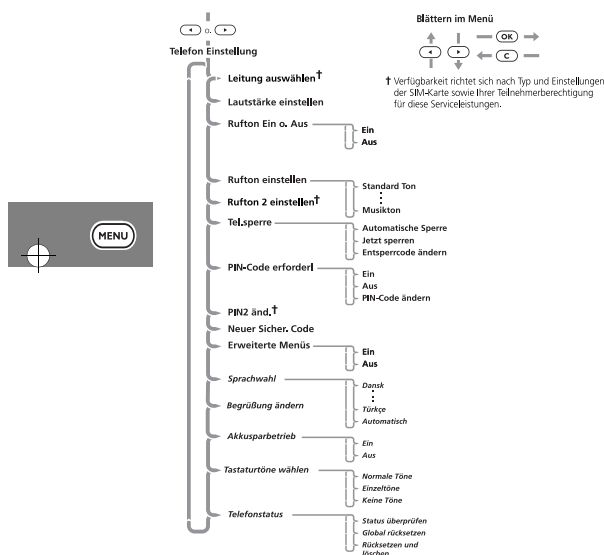 o.
Telefon Einstellung
Blättern im Menü
OK
C
† Verfügbarkeit richtet sich nach Typ und Einstellungen
der SIM-Karte sowie Ihrer Teilnehmerberechtigung
für diese Serviceleistungen.
MENU
Leitung auswählen†
Lautstärke einstellen
Rufton Ein o. Aus
Ein
Aus
Rufton einstellen
Standard Ton
Musikton
Rufton 2 einstellen†
Tel.sperre
Automatische Sperre
Jetzt sperren
Entsperrcode ändern
PIN-Code erforderl
Ein
Aus
PIN-Code ändern
PIN2 änd.†
Neuer Sicher. Code
Erweiterte Menüs
Ein
Aus
Sprachwahl
Dansk
Türkçe
Automatisch
Begrüßung ändern
Akkusparbetrieb
Ein
Aus
Tastaturtöne wählen
Normale Töne
Einzeltöne
Keine Töne
Telefonstatus
Status überprüfen
Global rücksetzen
Rücksetzen und
löschen